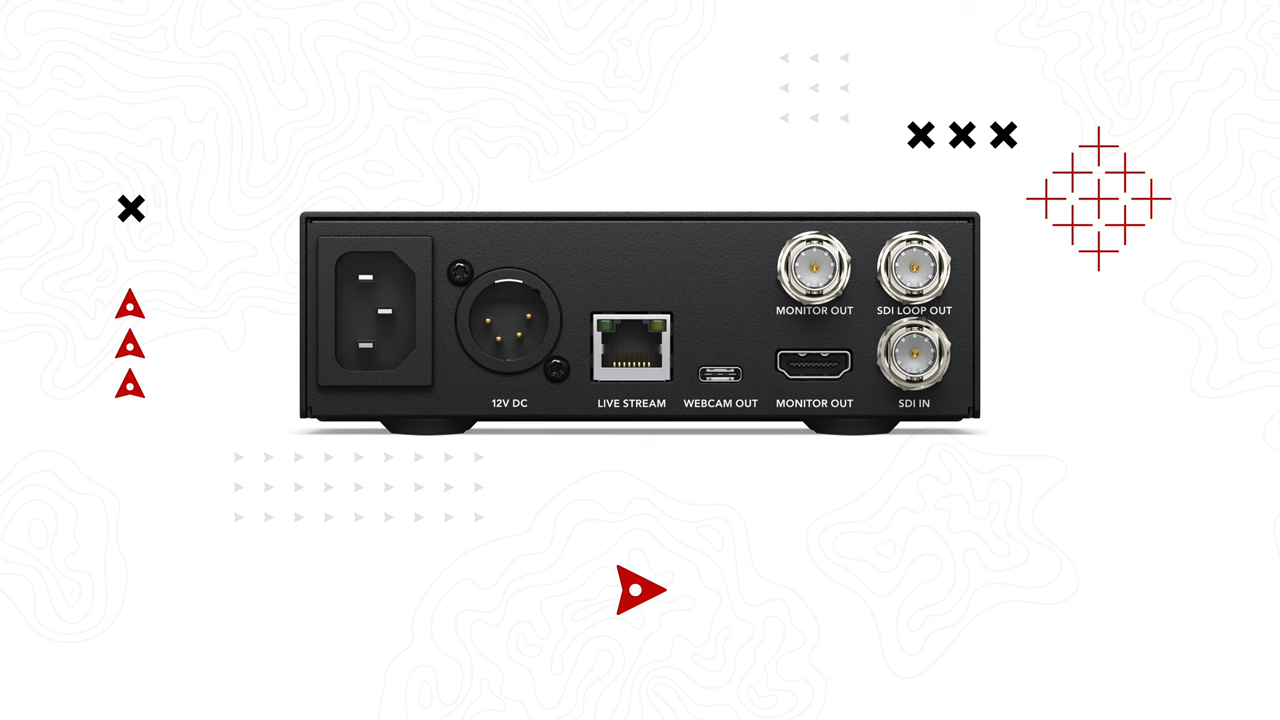 MONITOR OUT
SDI LOOP OUT
12V DC
LIVE STREAM
WEBCAM OUT
MONITOR OUT
SDI IN